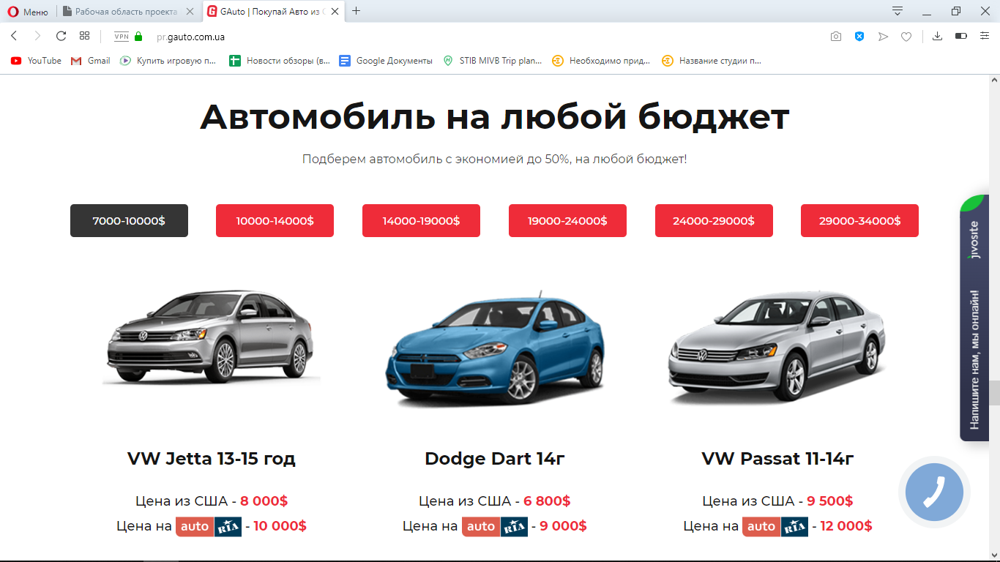 Меню
Рабочая область проекта
GAuto | Покупай Авто из С
VPN
pr.gauto.com.ua
YouTube
Gmail
Купить игровую п...
Новости обзоры (в...
Google Документы
STIB MIVB Trip plan...
Необходимо прид...
Название студии п...
Автомобиль на любой бюджет
Подберем автомобиль с экономией до 50%, на любой бюджет!
7000-10000$ 10000-14000$ 14000-19000$ 19000-24000$ 24000-29000$ 29000-34000$
jivosite
Напишите нам, мы онлайн!
VW Jetta 13-15 год
Цена из США - 8 000$
Цена на auto RIA - 10 000$
Dodge Dart 14г
Цена из США - 6 800$
Цена на auto RIA - 9 000$
VW Passat 11-14г
Цена из США - 9 500$
Цена на auto RIA - 12 000$